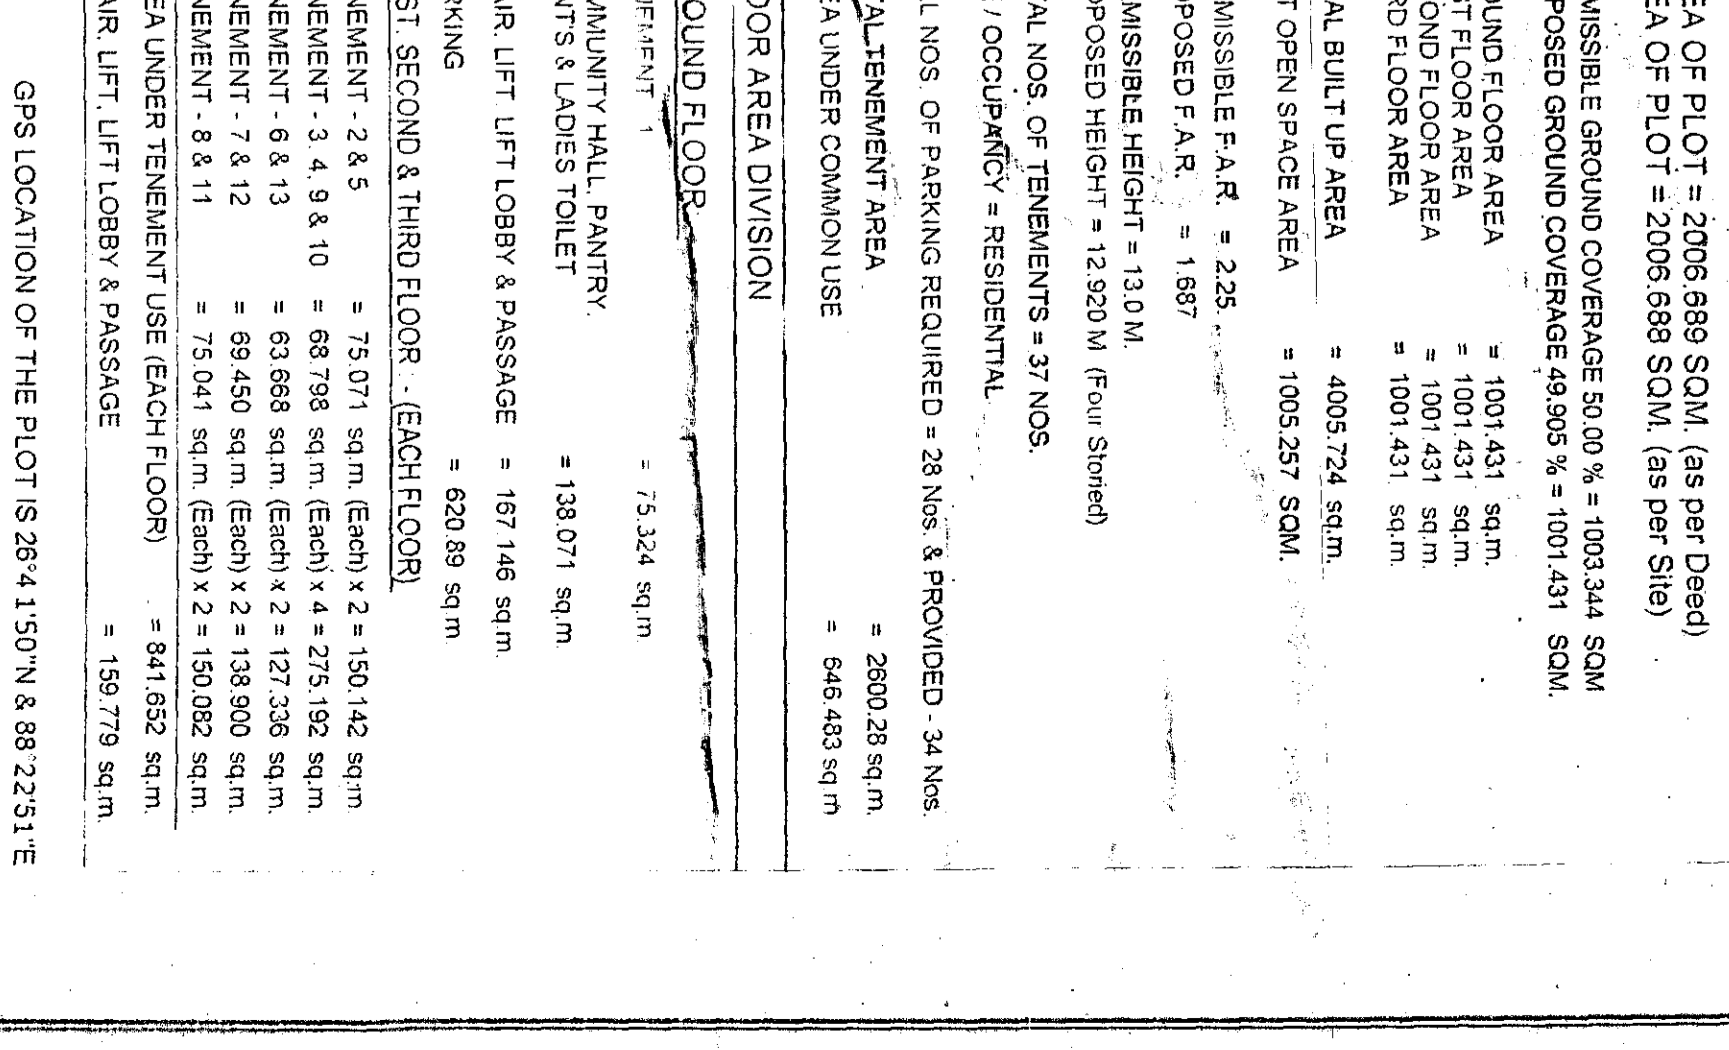 EA OF PLOT = 2006.689 SQM. (as per Deed)
EA OF PLOT = 2006.688 SQM. (as per Site)
MISSIBLE GROUND COVERAGE 50.00 % = 1003.344 SQM
POSED GROUND COVERAGE 49.905 % = 1001.431 SQM.
OUND FLOOR AREA = 1001.431 sq.m.
ST FLOOR AREA = 1001.431 sq.m.
OND FLOOR AREA = 1001.431 sq.m.
RD FLOOR AREA = 1001.431 sq.m.
AL BUILT UP AREA = 4005.724 sq.m.
T OPEN SPACE AREA = 1005.257 SQM.
MISSIBLE F.A.R. = 2.25.
OPOSED F.A.R. = 1.687
MISSIBLE HEIGHT = 13.0 M.
OPOSED HEIGHT = 12.920 M (Four Storied)
TAL NOS. OF TENEMENTS = 37 NOS.
E / OCCUPANCY = RESIDENTIAL
L NOS. OF PARKING REQUIRED = 28 Nos. & PROVIDED - 34 Nos.
TAL TENEMENT AREA = 2600.28 sq.m.
EA UNDER COMMON USE = 646.483 sq.m
OOR AREA DIVISION
OUND FLOOR
NEMENT 1 = 75.324 sq.m.
MMUNITY HALL, PANTRY.
NT'S & LADIES TOILET = 138.071 sq.m.
AIR. LIFT. LIFT LOBBY & PASSAGE = 167.146 sq.m.
RKING = 620.89 sq.m.
ST. SECOND & THIRD FLOOR : - (EACH FLOOR)
NEMENT - 2 & 5 = 75.071 sq.m. (Each) x 2 = 150.142 sq.m.
NEMENT - 3. 4, 9 & 10 = 68.798 sq.m. (Each) x 4 = 275.192 sq.m.
NEMENT - 6 & 13 = 63.668 sq.m. (Each) x 2 = 127.336 sq.m.
NEMENT - 7 & 12 = 69.450 sq.m. (Each) x 2 = 138.900 sq.m.
NEMENT - 8 & 11 = 75.041 sq.m. (Each) x 2 = 150.082 sq.m.
EA UNDER TENEMENT USE (EACH FLOOR) = 841.652 sq.m.
AIR. LIFT, LIFT LOBBY & PASSAGE = 159.779 sq.m.
GPS LOCATION OF THE PLOT IS 26°4 1'50"N & 88°22'51"E